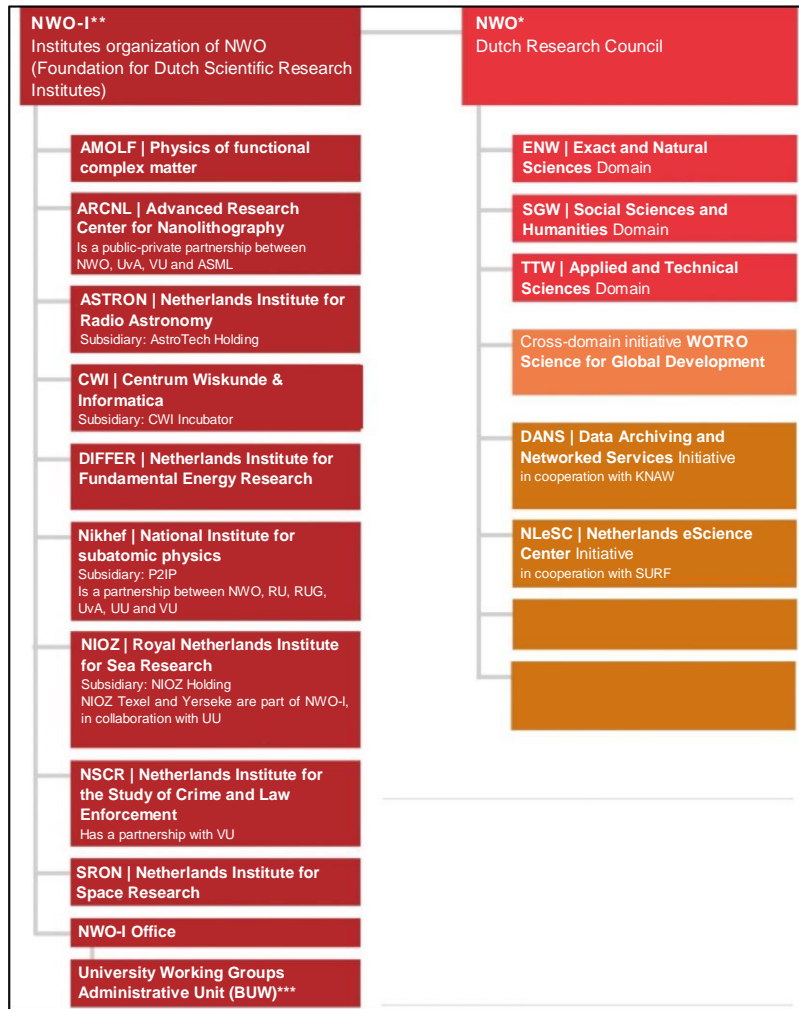 NWO-I**
Institutes organization of NWO
(Foundation for Dutch Scientific Research
Institutes)
AMOLF | Physics of functional
complex matter
ARCNL | Advanced Research
Center for Nanolithography
Is a public-private partnership between
NWO, UvA, VU and ASML
ASTRON | Netherlands Institute for
Radio Astronomy
Subsidiary: AstroTech Holding
CWI | Centrum Wiskunde &
Informatica
Subsidiary: CWI Incubator
DIFFER | Netherlands Institute for
Fundamental Energy Research
Nikhef | National Institute for
subatomic physics
Subsidiary: P2IP
Is a partnership between NWO, RU, RUG,
UvA, UU and VU
NIOZ | Royal Netherlands Institute
for Sea Research
Subsidiary: NIOZ Holding
NIOZ Texel and Yerseke are part of NWO-I,
in collaboration with UU
NSCR | Netherlands Institute for
the Study of Crime and Law
Enforcement
Has a partnership with VU
SRON | Netherlands Institute for
Space Research
NWO-I Office
University Working Groups
Administrative Unit (BUW)***
NWO*
Dutch Research Council
ENW | Exact and Natural
Sciences Domain
SGW | Social Sciences and
Humanities Domain
TTW | Applied and Technical
Sciences Domain
Cross-domain initiative WOTRO
Science for Global Development
DANS | Data Archiving and
Networked Services Initiative
in cooperation with KNAW
NLeSC | Netherlands eScience
Center Initiative
in cooperation with SURF